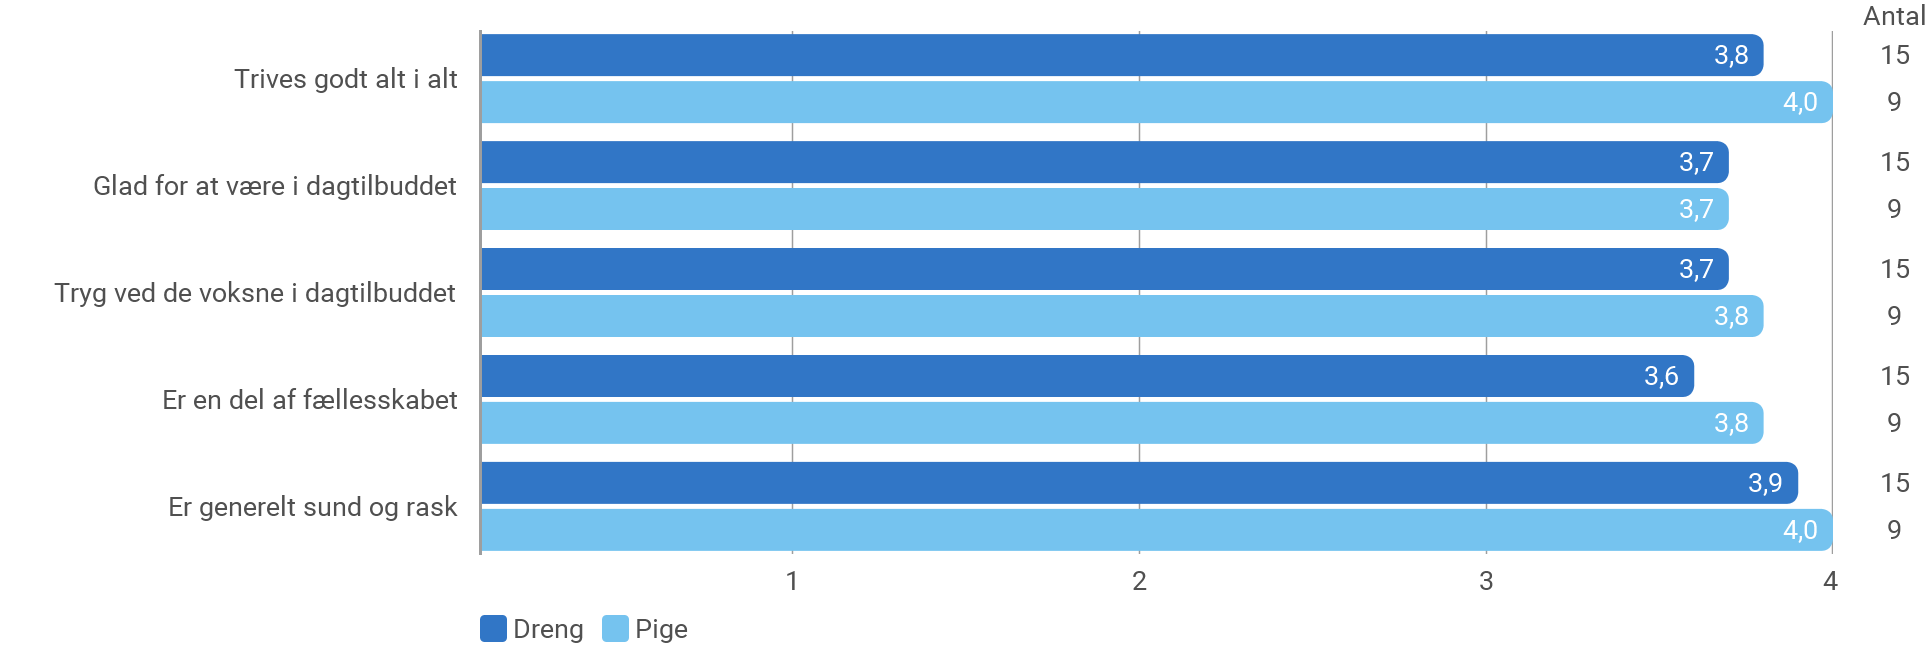 Antal
Trives godt alt i alt
3,8 15
4,0 9
Glad for at være i dagtilbuddet
3,7 15
3,7 9
Tryg ved de voksne i dagtilbuddet
3,7 15
3,8 9
Er en del af fællesskabet
3,6 15
3,8 9
Er generelt sund og rask
3,9 15
4,0 9
1 2 3 4
Dreng Pige